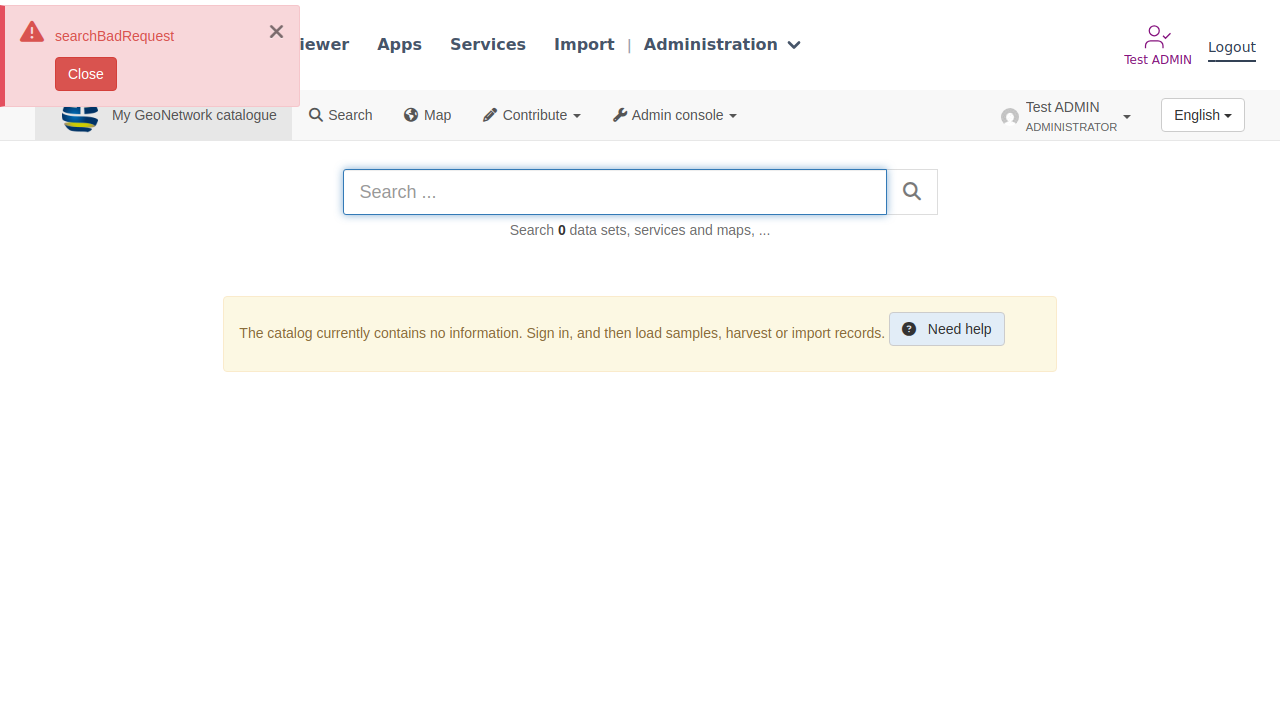 searchBadRequest
Close
iewer Apps Services Import | Administration
Test ADMIN
Logout
My GeoNetwork catalogue Search Map Contribute Admin console
Test ADMIN
ADMINISTRATOR
English
Search ...
Search 0 data sets, services and maps, ...
The catalog currently contains no information. Sign in, and then load samples, harvest or import records. Need help